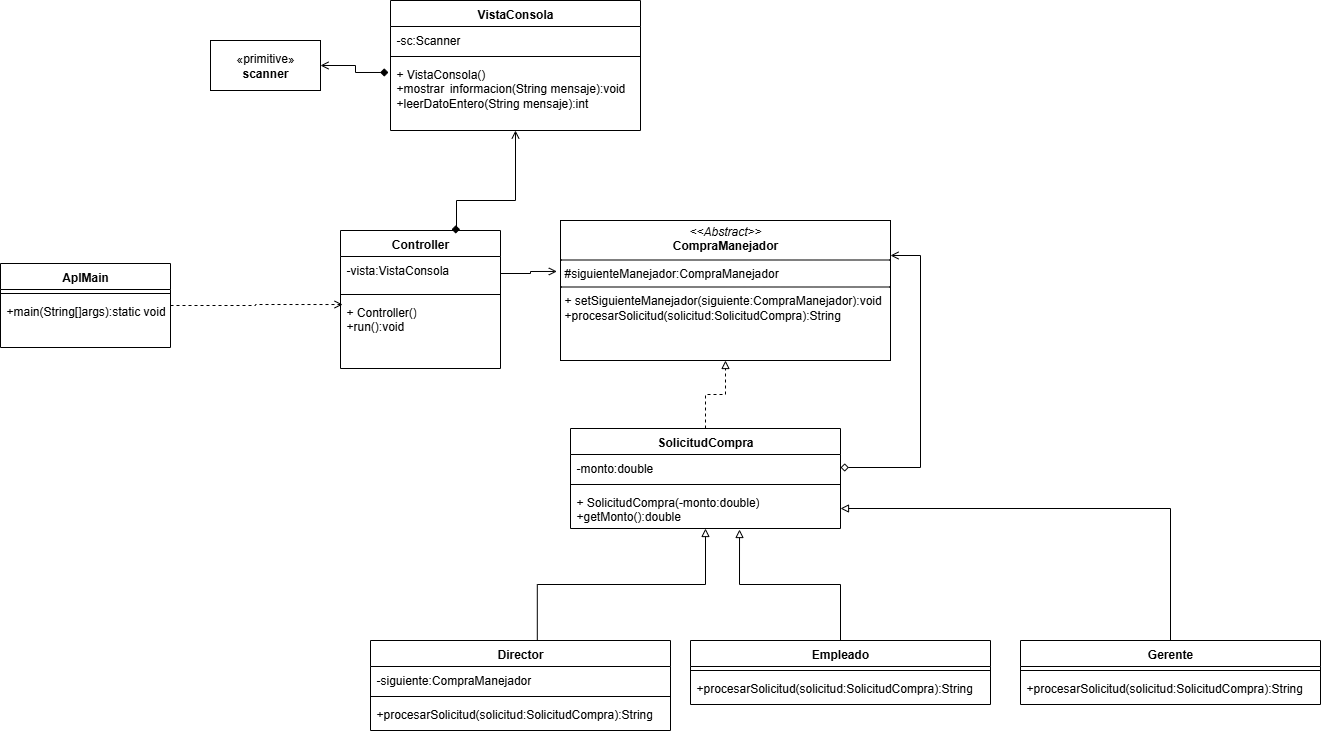 VistaConsola
-sc:Scanner
+ VistaConsola()
+mostrar informacion(String mensaje):void
+leerDatoEntero(String mensaje):int
«primitive»
scanner
Controller
-vista:VistaConsola
+ Controller()
+run():void
<<Abstract>>
CompraManejador
#siguienteManejador:CompraManejador
+ setSiguienteManejador(siguiente:CompraManejador):void
+procesarSolicitud(solicitud:SolicitudCompra):String
AplMain
+main(String[]args):static void
SolicitudCompra
-monto:double
+ SolicitudCompra(-monto:double)
+getMonto():double
Director
-siguiente:CompraManejador
+procesarSolicitud(solicitud:SolicitudCompra):String
Empleado
+procesarSolicitud(solicitud:SolicitudCompra):String
Gerente
+procesarSolicitud(solicitud:SolicitudCompra):String